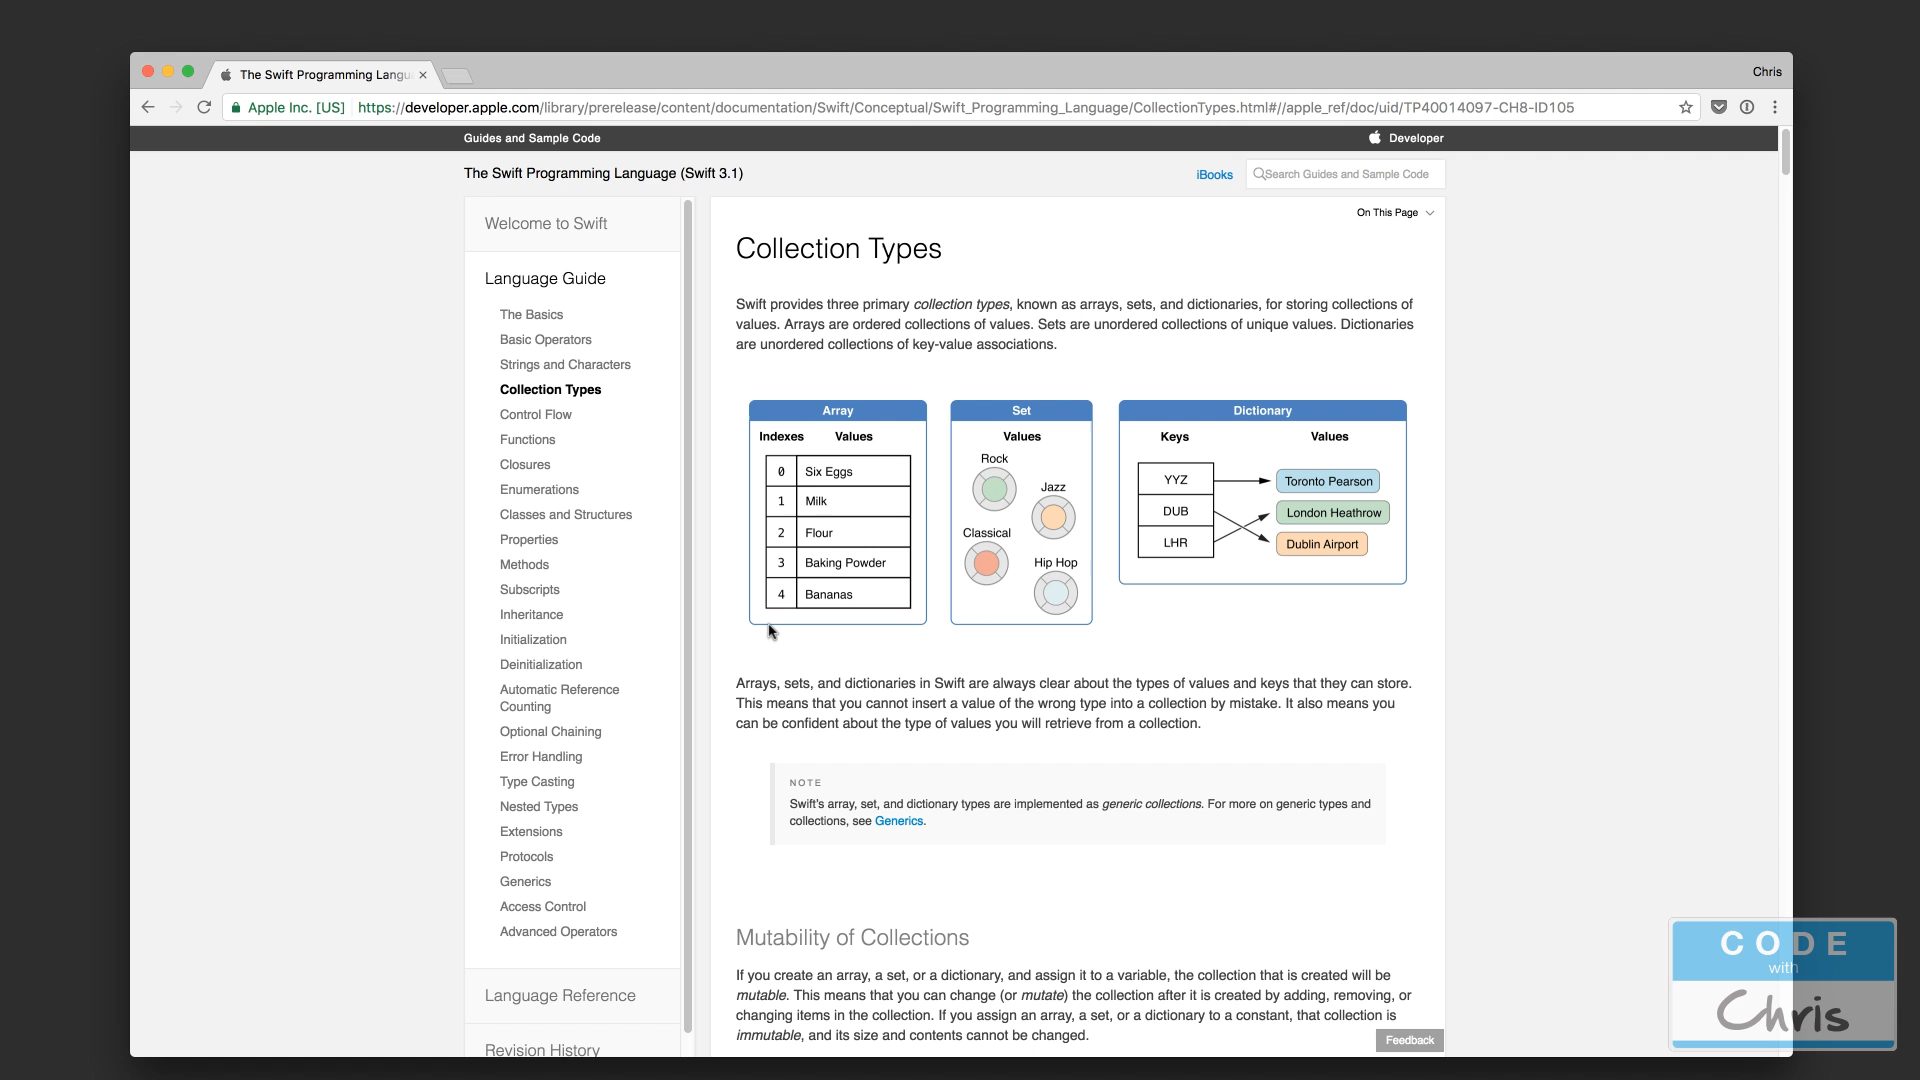 The Swift Programming Langu
Chris
Apple Inc. [US] https://developer.apple.com/library/prerelease/content/documentation/Swift/Conceptual/Swift_Programming_Language/CollectionTypes.html#//apple_ref/doc/uid/TP40014097-CH8-ID105
Guides and Sample Code
Developer
The Swift Programming Language (Swift 3.1)
iBooks
Search Guides and Sample Code
Welcome to Swift
Language Guide
The Basics
Basic Operators
Strings and Characters
Collection Types
Control Flow
Functions
Closures
Enumerations
Classes and Structures
Properties
Methods
Subscripts
Inheritance
Initialization
Deinitialization
Automatic Reference
Counting
Optional Chaining
Error Handling
Type Casting
Nested Types
Extensions
Protocols
Generics
Access Control
Advanced Operators
Language Reference
Revision History
On This Page
Collection Types
Swift provides three primary collection types, known as arrays, sets, and dictionaries, for storing collections of
values. Arrays are ordered collections of values. Sets are unordered collections of unique values. Dictionaries
are unordered collections of key-value associations.
Array
Indexes Values
0 Six Eggs
1 Milk
2 Flour
3 Baking Powder
4 Bananas
Set
Values
Rock
Jazz
Classical
Hip Hop
Dictionary
Keys Values
YYZ Toronto Pearson
DUB London Heathrow
LHR Dublin Airport
Arrays, sets, and dictionaries in Swift are always clear about the types of values and keys that they can store.
This means that you cannot insert a value of the wrong type into a collection by mistake. It also means you
can be confident about the type of values you will retrieve from a collection.
NOTE
Swift's array, set, and dictionary types are implemented as generic collections. For more on generic types and
collections, see Generics.
Mutability of Collections
If you create an array, a set, or a dictionary, and assign it to a variable, the collection that is created will be
mutable. This means that you can change (or mutate) the collection after it is created by adding, removing, or
changing items in the collection. If you assign an array, a set, or a dictionary to a constant, that collection is
immutable, and its size and contents cannot be changed.
Feedback
CODE
with
Chris